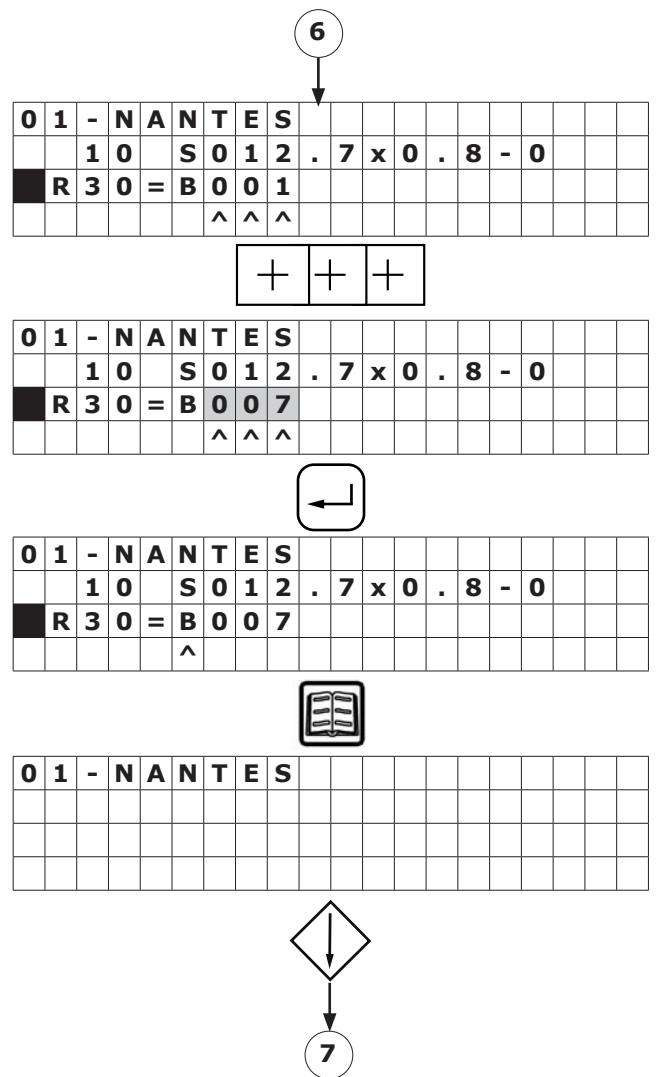 6
01-NANTES
10 S012.7x0.8-0
R30=B001
^^^
+ + +
01-NANTES
10 S012.7x0.8-0
R30=B007
^^^
01-NANTES
10 S012.7x0.8-0
R30=B007
^
01-NANTES
7